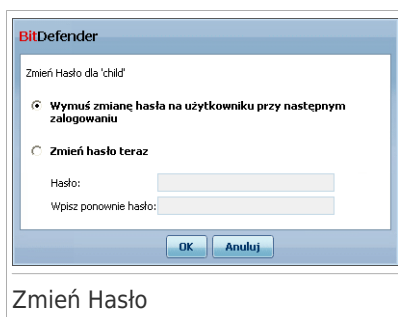 BitDefender
Zmień Hasło dla 'child'
Wymuś zmianę hasła na użytkowniku przy następnym
zalogowaniu
Zmień hasło teraz
Hasło:
Wpisz ponownie hasło:
OK Anuluj
Zmień Hasło